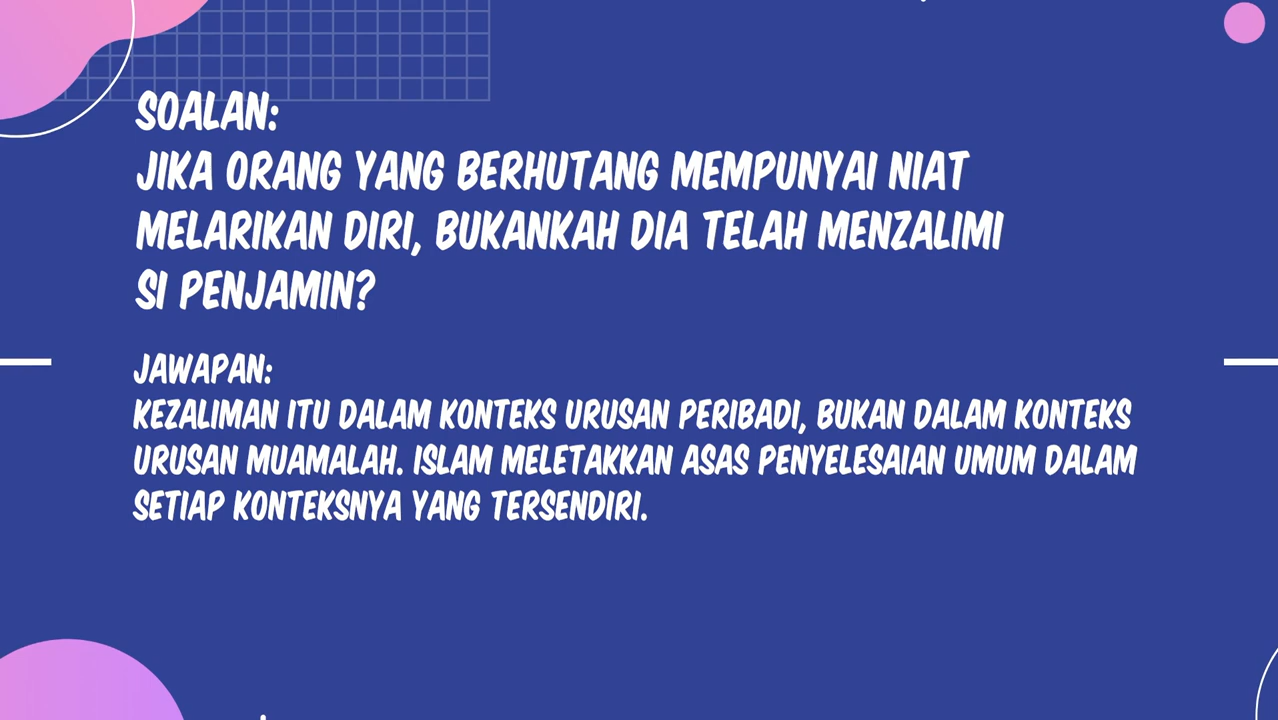 SOALAN:
JIKA ORANG YANG BERHUTANG MEMPUNYAI NIAT
MELARIKAN DIRI, BUKANKAH DIA TELAH MENZALIMI
SI PENJAMIN?
JAWAPAN:
KEZALIMAN ITU DALAM KONTEKS URUSAN PERIBADI, BUKAN DALAM KONTEKS
URUSAN MUAMALAH. ISLAM MELETAKKAN ASAS PENYELESAIAN UMUM DALAM
SETIAP KONTEKSNYA YANG TERSENDIRI.